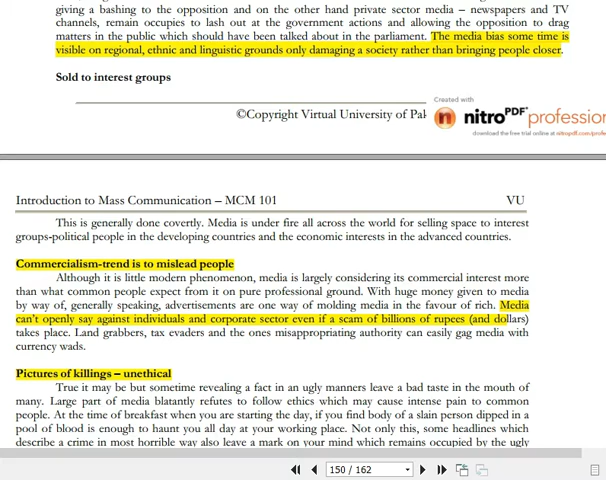 giving a bashing to the opposition and on the other hand private sector media – newspapers and TV
channels, remain occupies to lash out at the government actions and allowing the opposition to drag
matters in the public which should have been talked about in the parliament. The media bias some time is
visible on regional, ethnic and linguistic grounds only damaging a society rather than bringing people closer.
Sold to interest groups
Created with
©Copyright Virtual University of Pak
nitroPDF professior
download the free trial online at nitropdf.com/profe
Introduction to Mass Communication – MCM 101 VU
This is generally done covertly. Media is under fire all across the world for selling space to interest
groups-political people in the developing countries and the economic interests in the advanced countries.
Commercialism-trend is to mislead people
Although it is little modern phenomenon, media is largely considering its commercial interest more
than what common people expect from it on pure professional ground. With huge money given to media
by way of, generally speaking, advertisements are one way of molding media in the favour of rich. Media
can't openly say against individuals and corporate sector even if a scam of billions of rupees (and dollars)
takes place. Land grabbers, tax evaders and the ones misappropriating authority can easily gag media with
currency wads.
Pictures of killings – unethical
True it may be but sometime revealing a fact in an ugly manners leave a bad taste in the mouth of
many. Large part of media blatantly refutes to follow ethics which may cause intense pain to common
people. At the time of breakfast when you are starting the day, if you find body of a slain person dipped in a
pool of blood is enough to haunt you all day at your working place. Not only this, some headlines which
describe a crime in most horrible way also leave a mark on your mind which remains occupied by the ugly
150 / 162